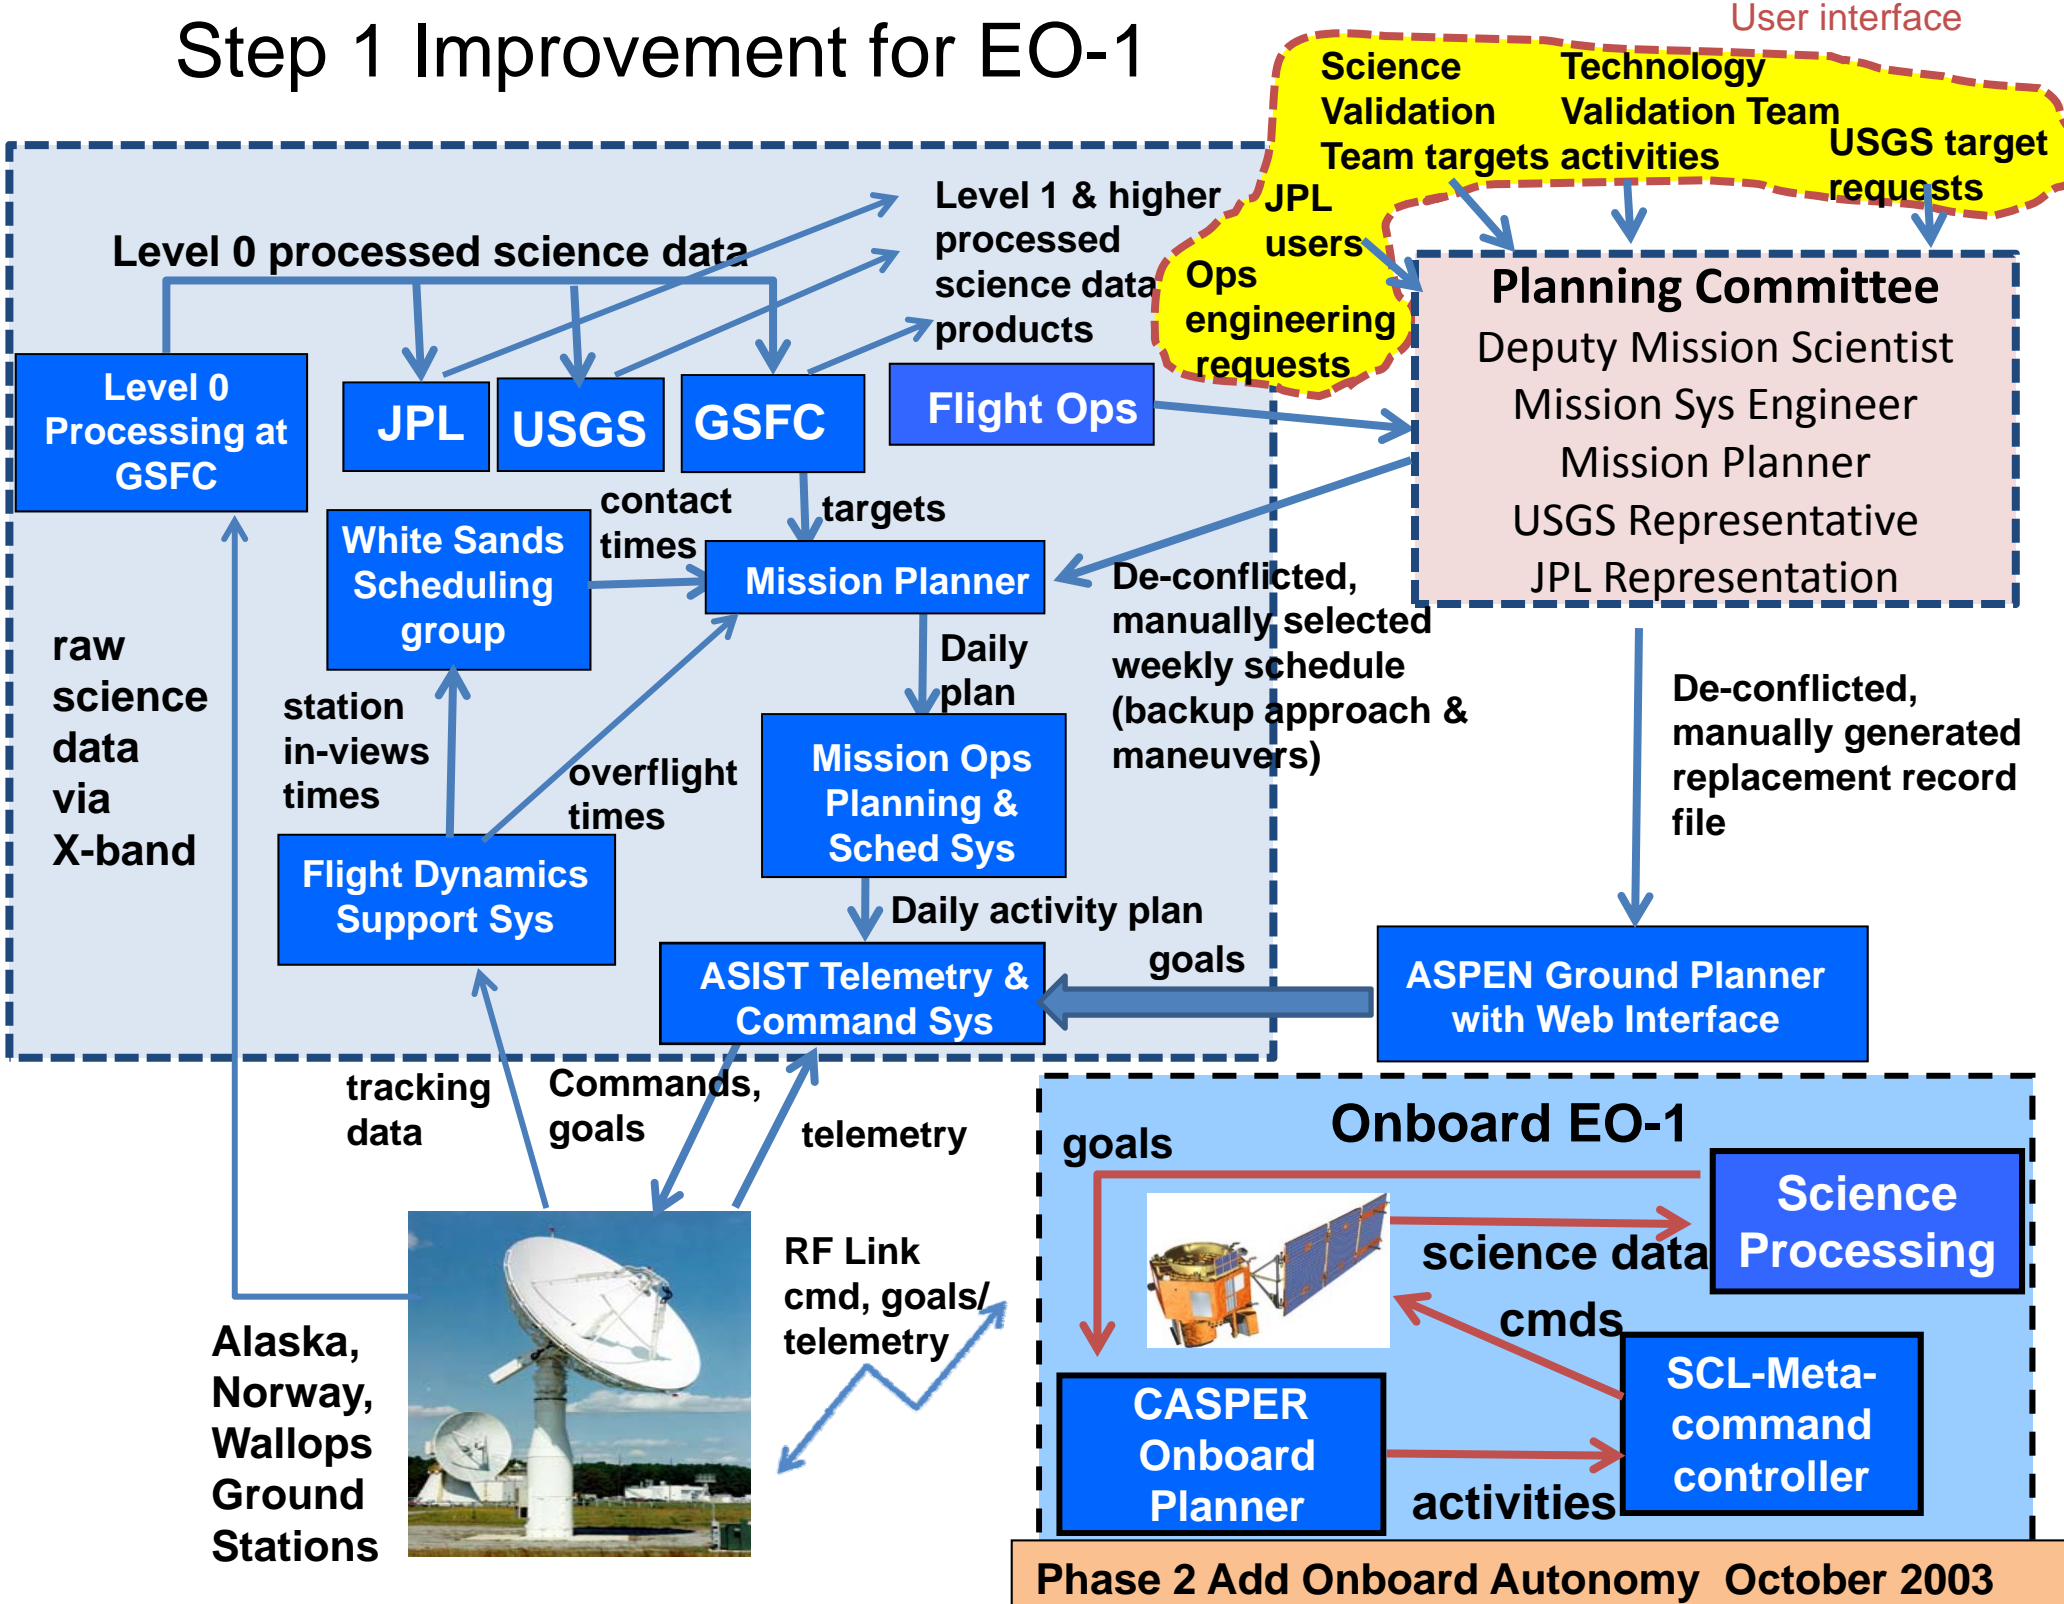 User interface
Step 1 Improvement for EO-1
Science
Validation
Team targets
Technology
Validation Team
activities
USGS target
requests
JPL
users
Ops
engineering
requests
Level 1 & higher
processed
science data
products
Level 0 processed science data
Planning Committee
Deputy Mission Scientist
Mission Sys Engineer
Mission Planner
USGS Representative
JPL Representation
Level 0
Processing at
GSFC
JPL
USGS
GSFC
Flight Ops
contact
times
targets
White Sands
Scheduling
group
Mission Planner
De-conflicted,
manually selected
weekly schedule
(backup approach &
maneuvers)
raw
science
data
via
X-band
station
in-views
times
overflight
times
Daily
plan
De-conflicted,
manually generated
replacement record
file
Mission Ops
Planning &
Sched Sys
Flight Dynamics
Support Sys
Daily activity plan
goals
ASIST Telemetry &
Command Sys
ASPEN Ground Planner
with Web Interface
tracking
data
Commands,
goals
telemetry
RF Link
cmd, goals/
telemetry
Alaska,
Norway,
Wallops
Ground
Stations
Onboard EO-1
goals
Science
Processing
science data
cmds
SCL-Meta-
command
controller
CASPER
Onboard
Planner
activities
Phase 2 Add Onboard Autonomy October 2003